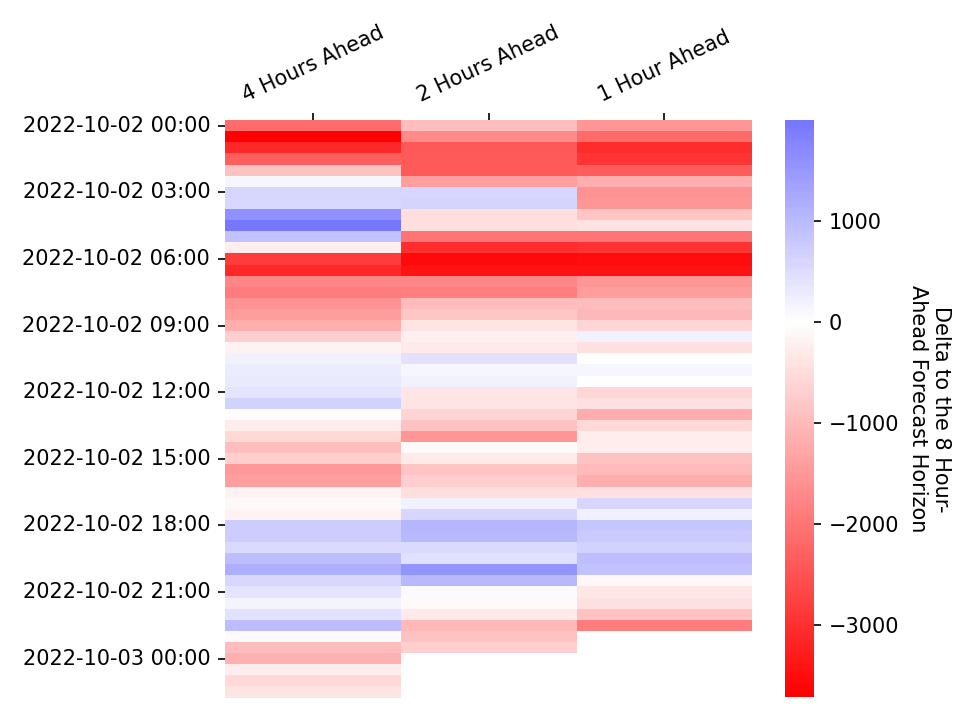 4 Hours Ahead
2 Hours Ahead
1 Hour Ahead
2022-10-02 00:00
2022-10-02 03:00
2022-10-02 06:00
2022-10-02 09:00
2022-10-02 12:00
2022-10-02 15:00
2022-10-02 18:00
2022-10-02 21:00
2022-10-03 00:00
1000
0
−1000
−2000
−3000
Delta to the 8 Hour-
Ahead Forecast Horizon